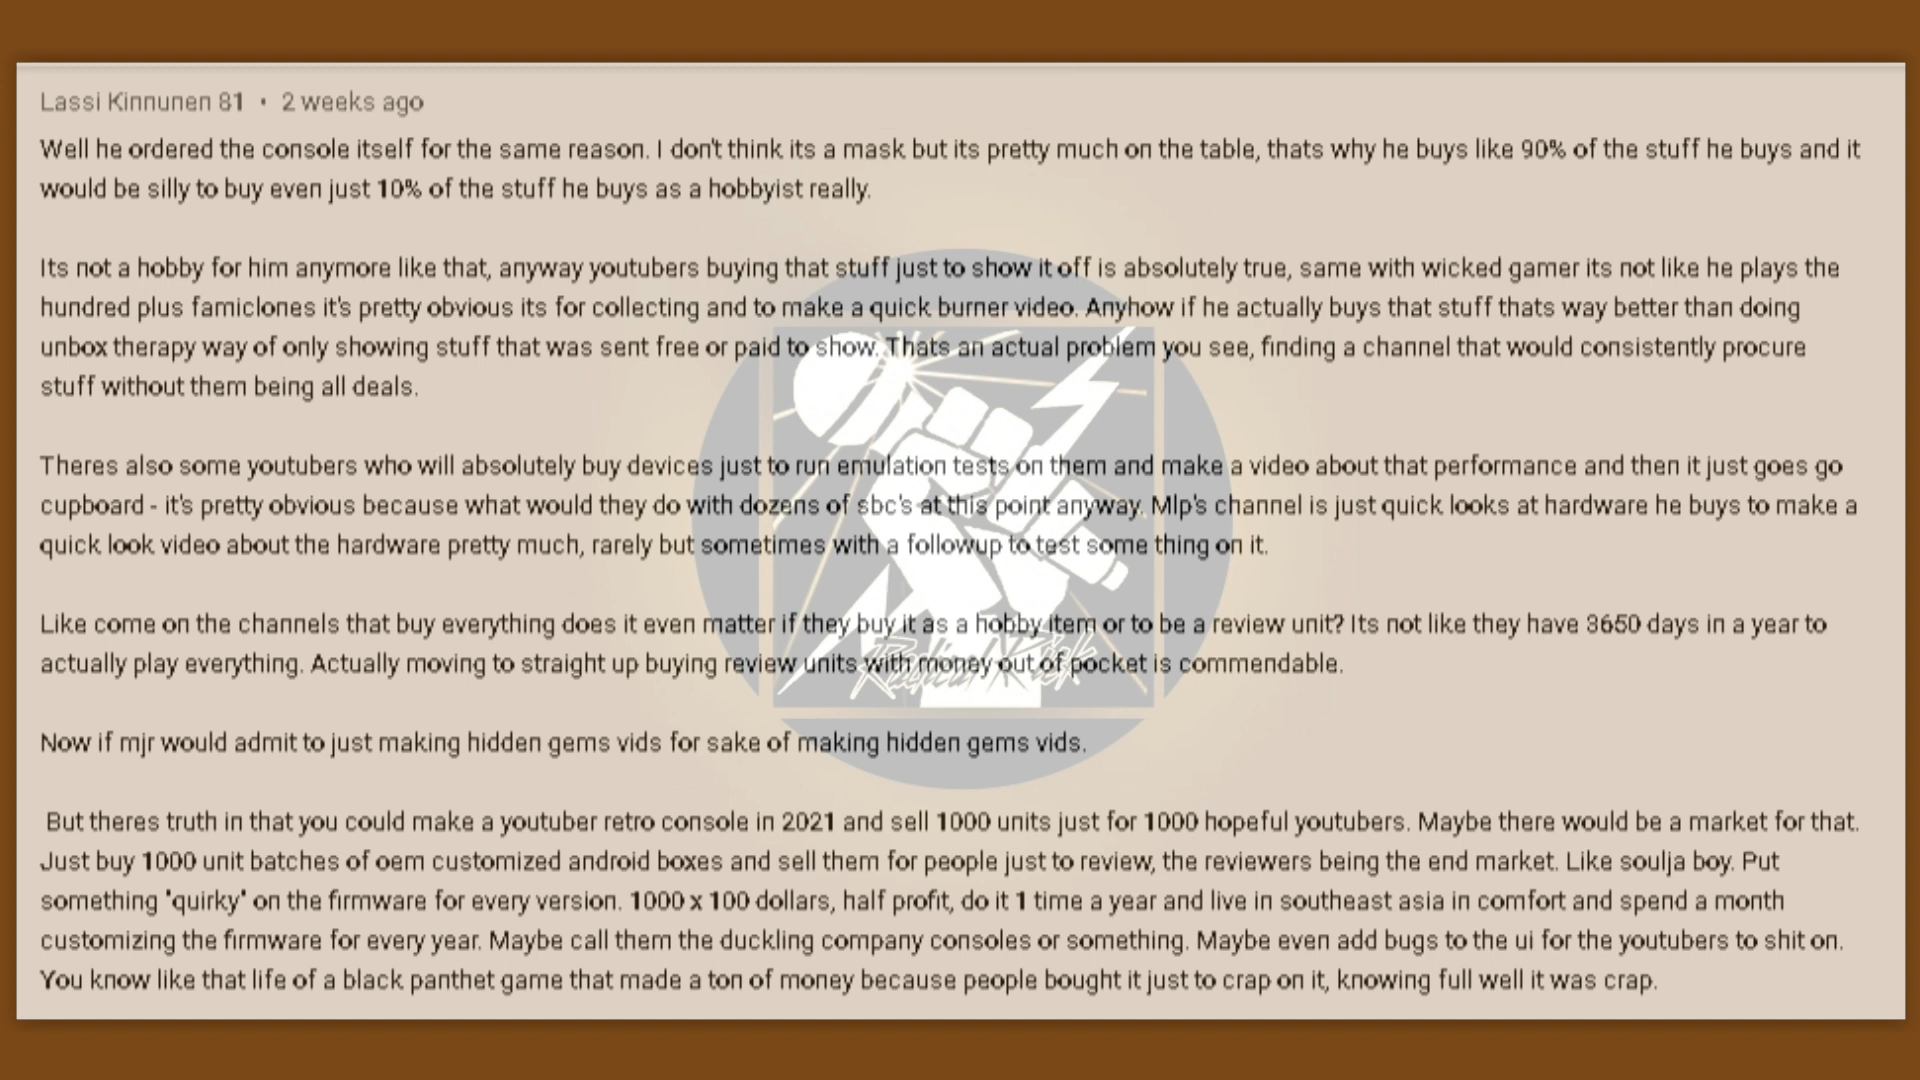 Lassi Kinnunen 81 • 2 weeks ago
Well he ordered the console itself for the same reason. I don't think its a mask but its pretty much on the table, thats why he buys like 90% of the stuff he buys and it
would be silly to buy even just 10% of the stuff he buys as a hobbyist really.
Its not a hobby for him anymore like that, anyway youtubers buying that stuff just to show it off is absolutely true, same with wicked gamer its not like he plays the
hundred plus famiclones it's pretty obvious its for collecting and to make a quick burner video. Anyhow if he actually buys that stuff thats way better than doing
unbox therapy way of only showing stuff that was sent free or paid to show. Thats an actual problem you see, finding a channel that would consistently procure
stuff without them being all deals.
Theres also some youtubers who will absolutely buy devices just to run emulation tests on them and make a video about that performance and then it just goes go
cupboard - it's pretty obvious because what would they do with dozens of sbc's at this point anyway. Mlp's channel is just quick looks at hardware he buys to make a
quick look video about the hardware pretty much, rarely but sometimes with a followup to test some thing on it.
Like come on the channels that buy everything does it even matter if they buy it as a hobby item or to be a review unit? Its not like they have 3650 days in a year to
actually play everything. Actually moving to straight up buying review units with money out of pocket is commendable.
Radical Rick
Now if mjr would admit to just making hidden gems vids for sake of making hidden gems vids.
But theres truth in that you could make a youtuber retro console in 2021 and sell 1000 units just for 1000 hopeful youtubers. Maybe there would be a market for that.
Just buy 1000 unit batches of oem customized android boxes and sell them for people just to review, the reviewers being the end market. Like soulja boy. Put
something "quirky" on the firmware for every version. 1000 x 100 dollars, half profit, do it 1 time a year and live in southeast asia in comfort and spend a month
customizing the firmware for every year. Maybe call them the duckling company consoles or something. Maybe even add bugs to the ui for the youtubers to shit on.
You know like that life of a black panthet game that made a ton of money because people bought it just to crap on it, knowing full well it was crap.